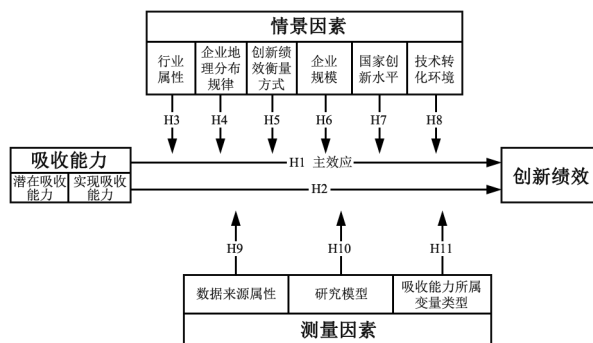 情景因素
行业
属性
企业地
理分布
规律
创新绩
效衡量
方式
企业
规模
国家创
新水平
技术转
化环境
H3
H4
H5
H6
H7
H8
吸收能力
潜在吸收
能力
实现吸收
能力
H1 主效应
H2
创新绩效
H9
H10
H11
数据来源属性
研究模型
吸收能力所属
变量类型
测量因素